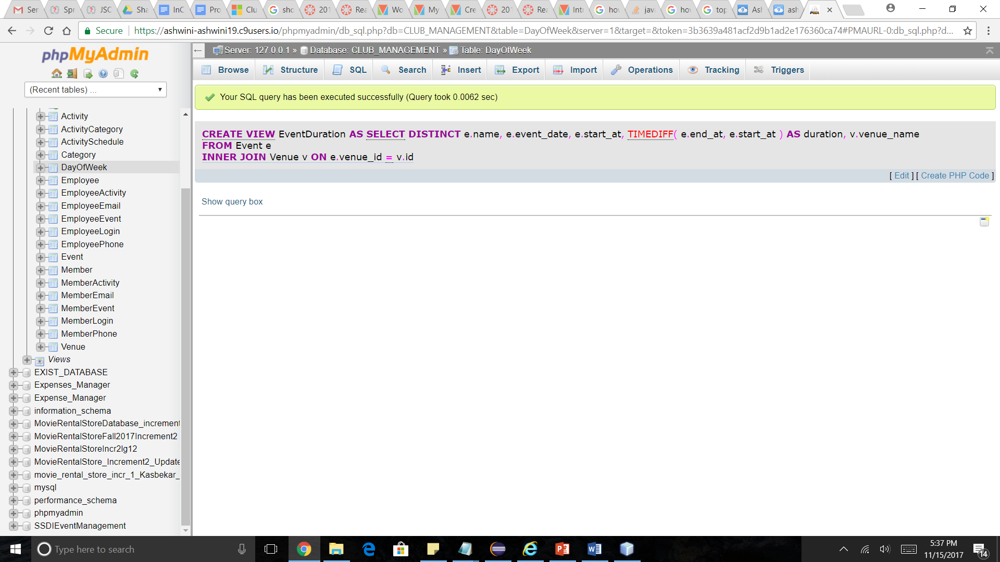 Ser
Spr
JSC
Sha
InC
Pro
Clu
sho
201
Rea
Wo
My
Cre
201
Rea
Intr
hov
java
hov
top
Ash
ash
PMA
Secure
https://ashwini-ashwini19.c9users.io/phpmyadmin/db_sql.php?db=CLUB_MANAGEMENT&table=DayOfWeek&server=1&target=&token=3b3639a481acf2d9b1ad2e176360ca74#PMAURL-0:db_sql.php?d...
phpMyAdmin
(Recent tables) ...
Activity
ActivityCategory
ActivitySchedule
Category
DayOfWeek
Employee
EmployeeActivity
EmployeeEmail
EmployeeEvent
EmployeeLogin
EmployeePhone
Event
Member
MemberActivity
MemberEmail
MemberEvent
MemberLogin
MemberPhone
Venue
Views
EXIST_DATABASE
Expenses_Manager
Expense_Manager
information_schema
MovieRentalStoreDatabase_increment
MovieRentalStoreFall2017Increment2
MovieRentalStoreIncr2lg12
MovieRentalStore_Increment2_Update
movie_rental_store_incr_1_Kasbekar_
mysql
performance_schema
phpmyadmin
SSDIEventManagement
Server: 127.0.0.1 » Database: CLUB_MANAGEMENT » Table: DayOfWeek
Browse Structure SQL Search Insert Export Import Operations Tracking Triggers
Your SQL query has been executed successfully (Query took 0.0062 sec)
CREATE VIEW EventDuration AS SELECT DISTINCT e.name, e.event_date, e.start_at, TIMEDIFF( e.end_at, e.start_at ) AS duration, v.venue_name
FROM Event e
INNER JOIN Venue v ON e.venue_id = v.id
[ Edit ] [ Create PHP Code ]
Show query box
Type here to search
5:37 PM
11/15/2017
14